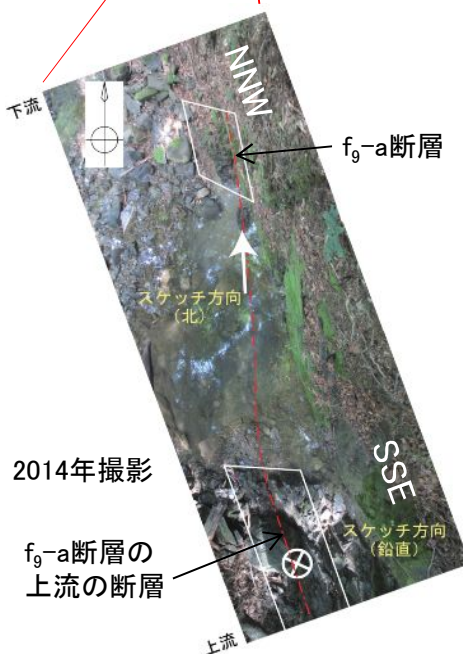 下流
NNW
f₉-a断層
スケッチ方向
(北)
2014年撮影
SSE
スケッチ方向
(鉛直)
f₉-a断層の
上流の断層
上流